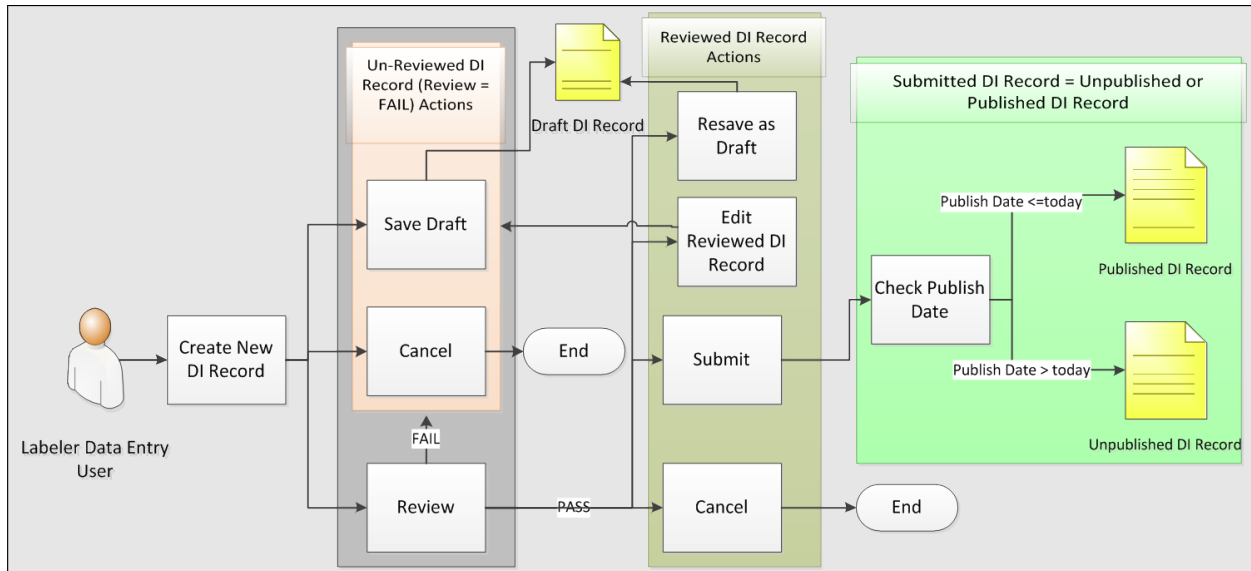 Un-Reviewed DI
Record (Review =
FAIL) Actions
Draft DI Record
Reviewed DI Record
Actions
Submitted DI Record = Unpublished or
Published DI Record
Resave as
Draft
Save Draft
Edit
Reviewed DI
Record
Publish Date <=today
Published DI Record
Check Publish
Date
Create New
DI Record
Cancel
End
Submit
Publish Date > today
Unpublished DI Record
Labeler Data Entry
User
FAIL
Review
PASS
Cancel
End